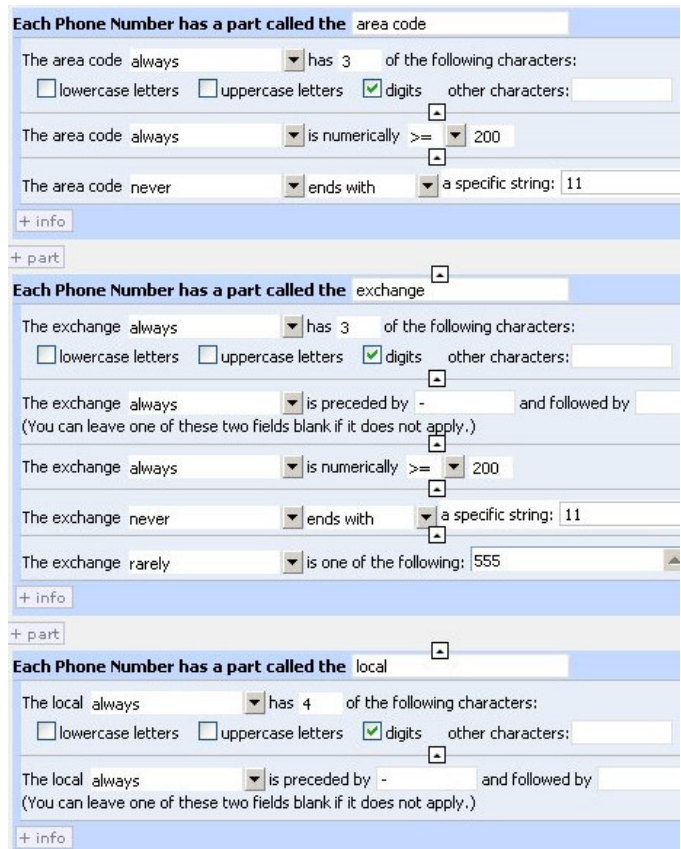 Each Phone Number has a part called the area code
The area code always has 3 of the following characters:
lowercase letters uppercase letters digits other characters:
The area code always is numerically >= 200
The area code never ends with a specific string: 11
+ info
+ part
Each Phone Number has a part called the exchange
The exchange always has 3 of the following characters:
lowercase letters uppercase letters digits other characters:
The exchange always is preceded by - and followed by
(You can leave one of these two fields blank if it does not apply.)
The exchange always is numerically >= 200
The exchange never ends with a specific string: 11
The exchange rarely is one of the following: 555
+ info
+ part
Each Phone Number has a part called the local
The local always has 4 of the following characters:
lowercase letters uppercase letters digits other characters:
The local always is preceded by - and followed by
(You can leave one of these two fields blank if it does not apply.)
+ info